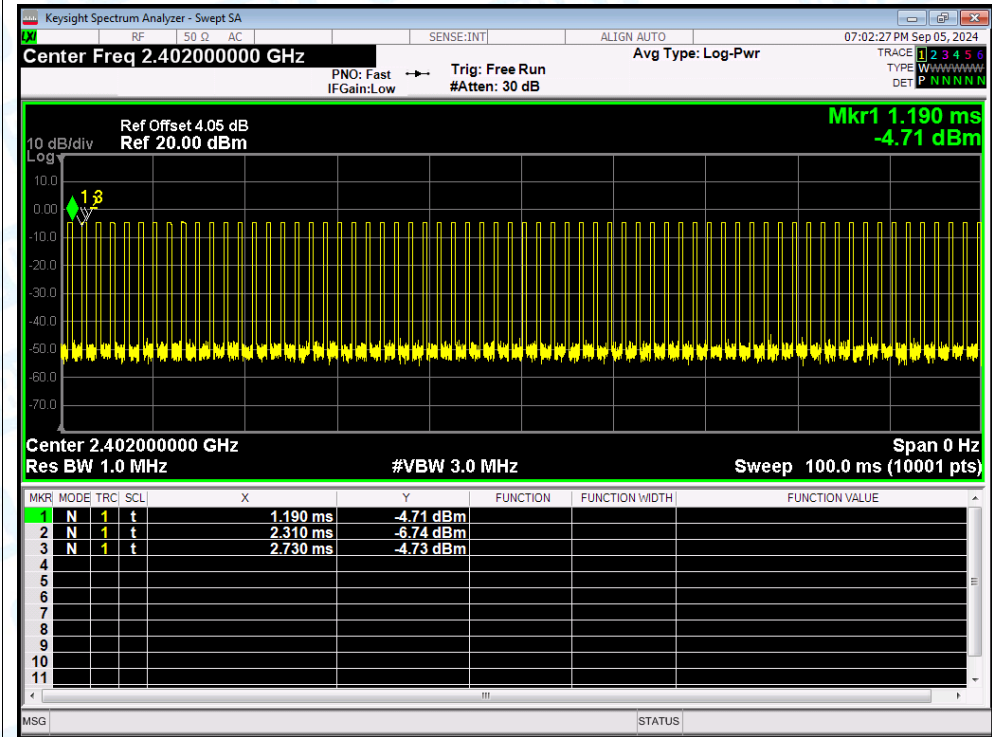 Keysight Spectrum Analyzer - Swept SA
LXI RF 50 Ω AC SENSE:INT ALIGN AUTO 07:02:27 PM Sep 05, 2024
Center Freq 2.402000000 GHz
PNO: Fast
IFGain:Low
Trig: Free Run
#Atten: 30 dB
Avg Type: Log-Pwr
TRACE 1 2 3 4 5 6
TYPE WWWWWW
DET P N N N N N
Ref Offset 4.05 dB
10 dB/div Ref 20.00 dBm
Log
Mkr1 1.190 ms
-4.71 dBm
10.0
0.00
-10.0
-20.0
-30.0
-40.0
-50.0
-60.0
-70.0
1 3
Center 2.402000000 GHz Span 0 Hz
Res BW 1.0 MHz #VBW 3.0 MHz Sweep 100.0 ms (10001 pts)
MKR MODE TRC SCL X Y FUNCTION FUNCTION WIDTH FUNCTION VALUE
1 N 1 t 1.190 ms -4.71 dBm
2 N 1 t 2.310 ms -6.74 dBm
3 N 1 t 2.730 ms -4.73 dBm
4
5
6
7
8
9
10
11
MSG STATUS